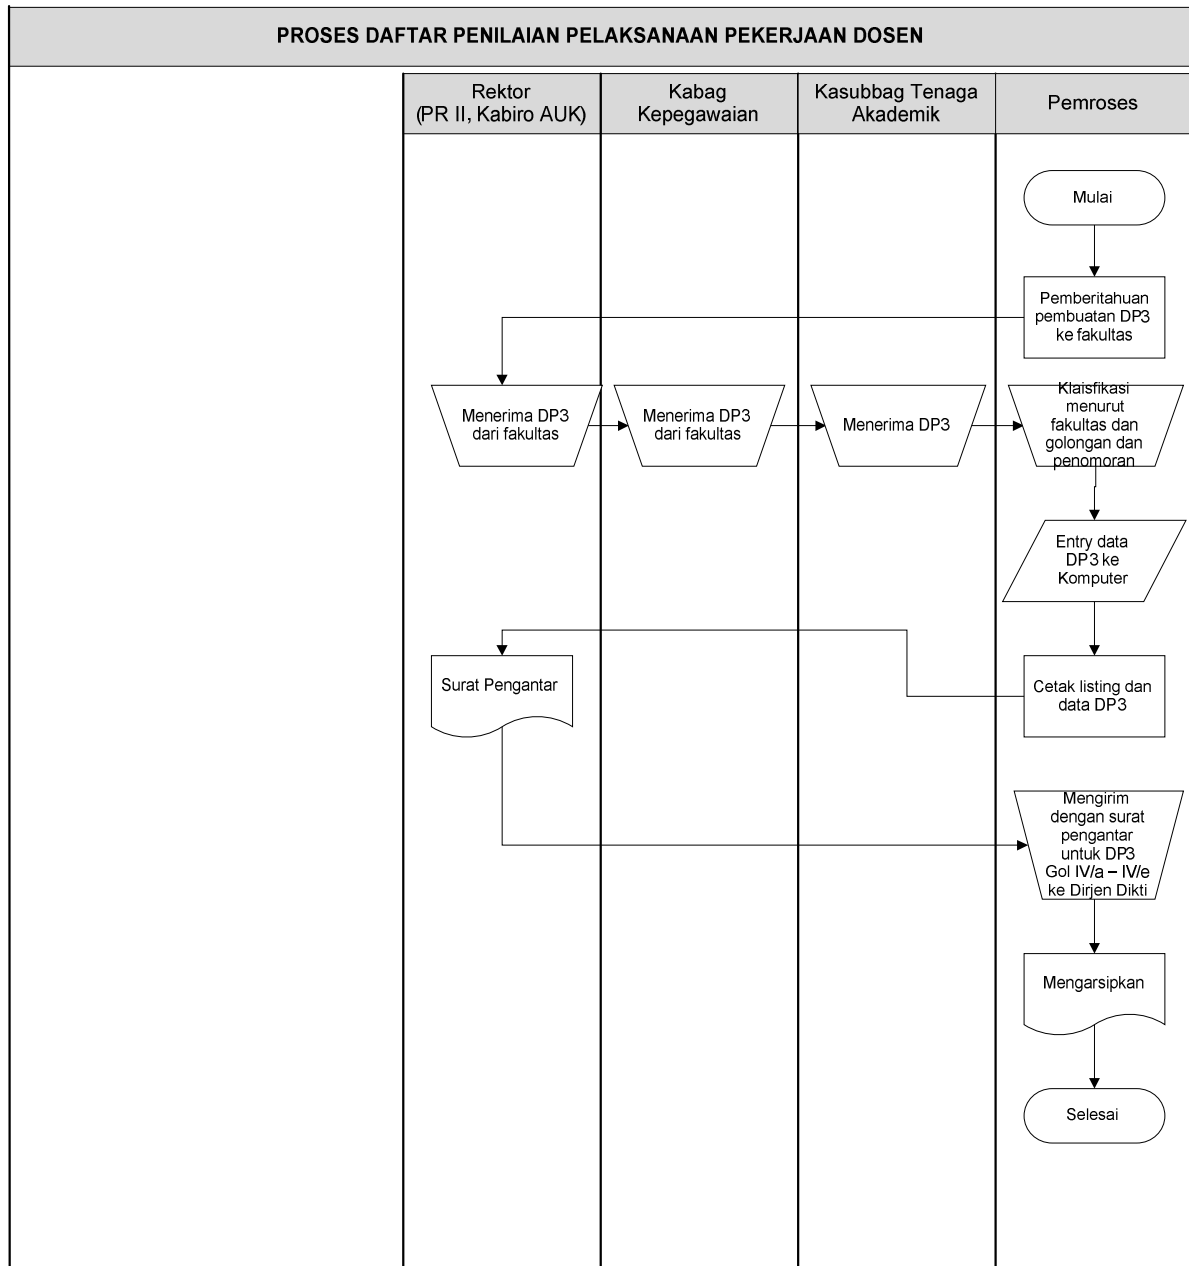 PROSES DAFTAR PENILAIAN PELAKSANAAN PEKERJAAN DOSEN
Rektor
(PR II, Kabiro AUK)
Kabag
Kepegawaian
Kasubbag Tenaga
Akademik
Pemroses
Mulai
Pemberitahuan
pembuatan DP3
ke fakultas
Menerima DP3
dari fakultas
Menerima DP3
dari fakultas
Menerima DP3
Klaisfikasi
menurut
fakultas dan
golongan dan
penomoran
Entry data
DP3 ke
Komputer
Surat Pengantar
Cetak listing dan
data DP3
Mengirim
dengan surat
pengantar
untuk DP3
Gol IV/a – IV/e
ke Dirjen Dikti
Mengarsipkan
Selesai